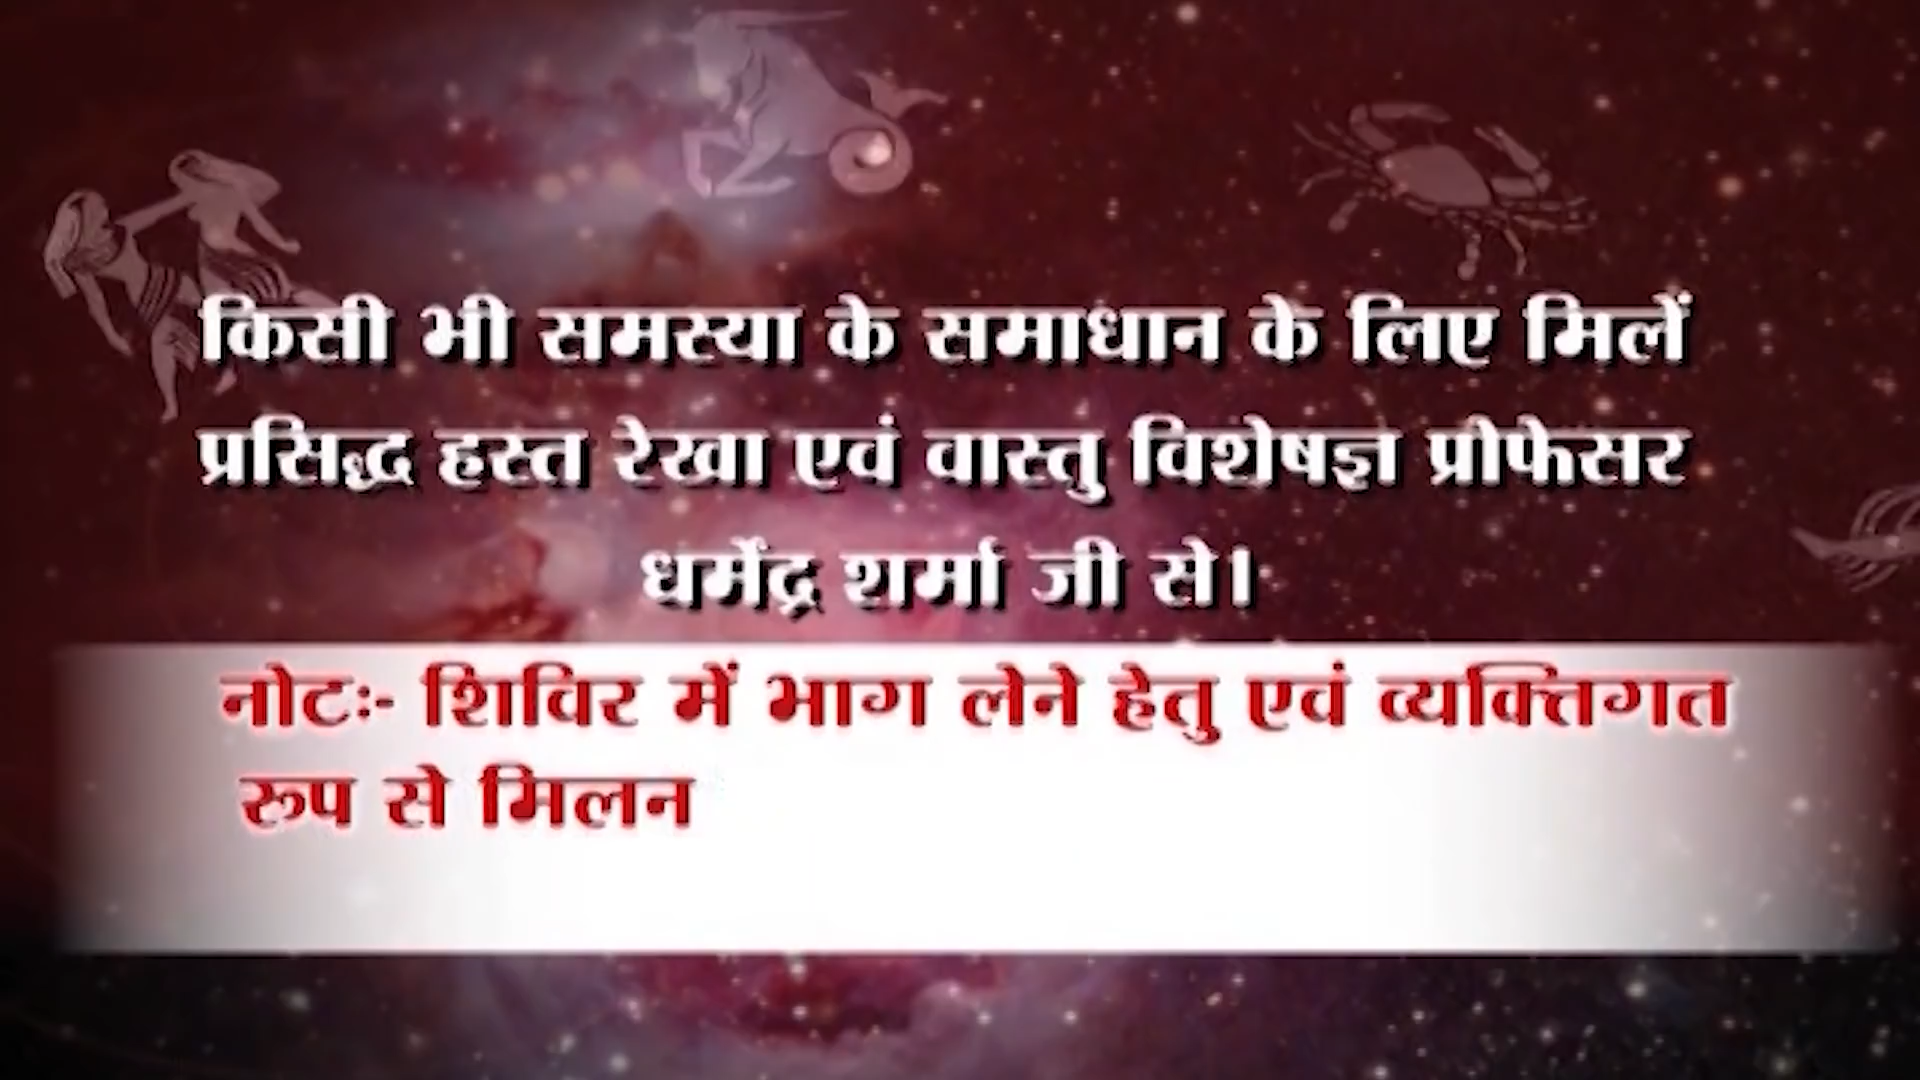 किसी भी समस्या के समाधान के लिए मिलें
प्रसिद्ध हस्त रेखा एवं वास्तु विशेषज्ञ प्रोफेसर
धर्मेंद्र शर्मा जी से।
नोटः- शिविर में भाग लेने हेतु एवं व्यक्तिगत
रूप से मिलन